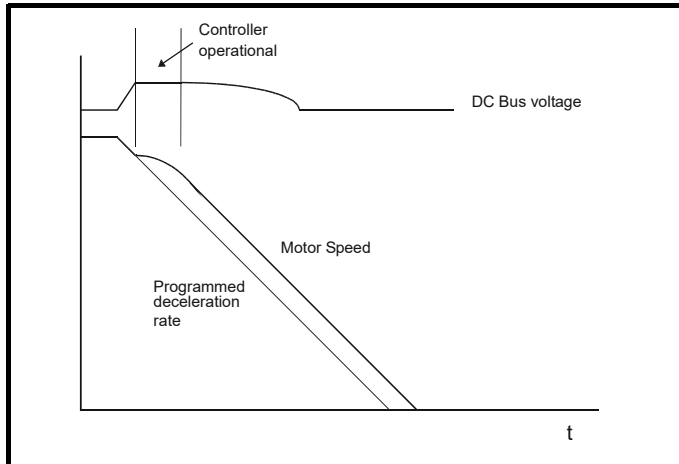 Controller
operational
DC Bus voltage
Motor Speed
Programmed
deceleration
rate
t